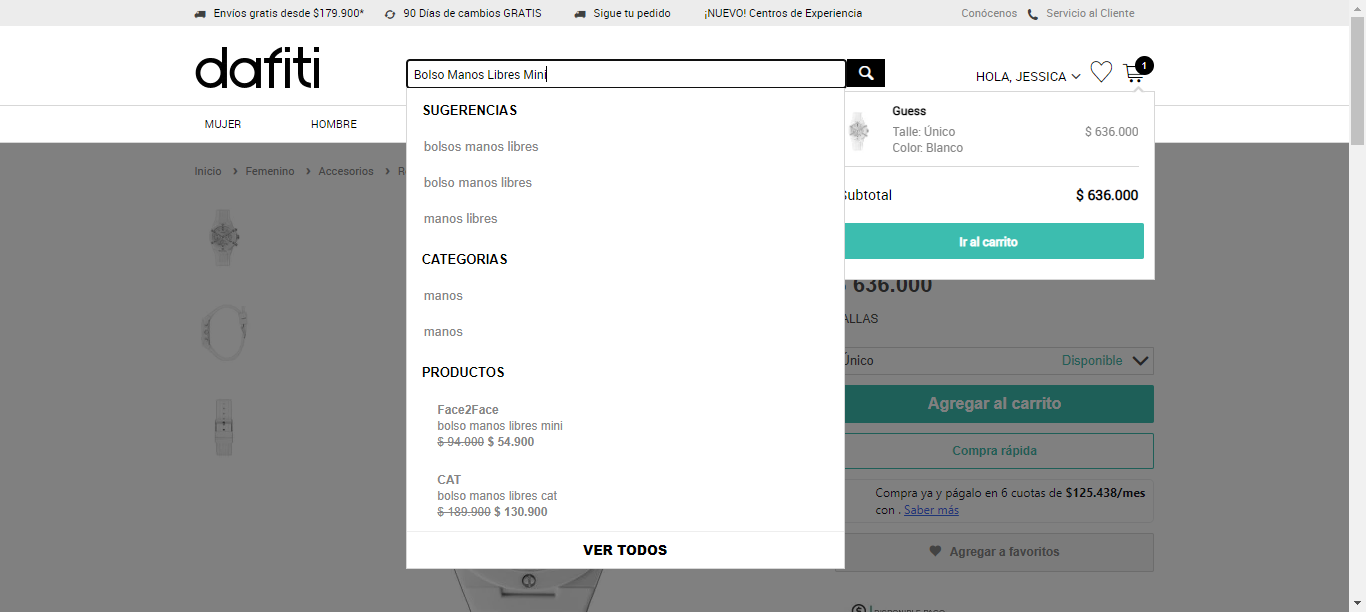 Envíos gratis desde $179.900*
90 Días de cambios GRATIS
Sigue tu pedido
¡NUEVO! Centros de Experiencia
Conócenos
Servicio al Cliente
dafiti
Bolso Manos Libres Mini
HOLA, JESSICA
1
MUJER
HOMBRE
SUGERENCIAS
bolsos manos libres
bolso manos libres
manos libres
CATEGORIAS
manos
manos
PRODUCTOS
Face2Face
bolso manos libres mini
$ 94.000 $ 54.900
CAT
bolso manos libres cat
$ 189.900 $ 130.900
VER TODOS
Guess
Talle: Único
$ 636.000
Color: Blanco
Subtotal
$ 636.000
Ir al carrito
Inicio
Femenino
Accesorios
$ 636.000
ALLAS
Único
Disponible
Agregar al carrito
Compra rápida
Compra ya y págalo en 6 cuotas de $125.438/mes
con . Saber más
Agregar a favoritos